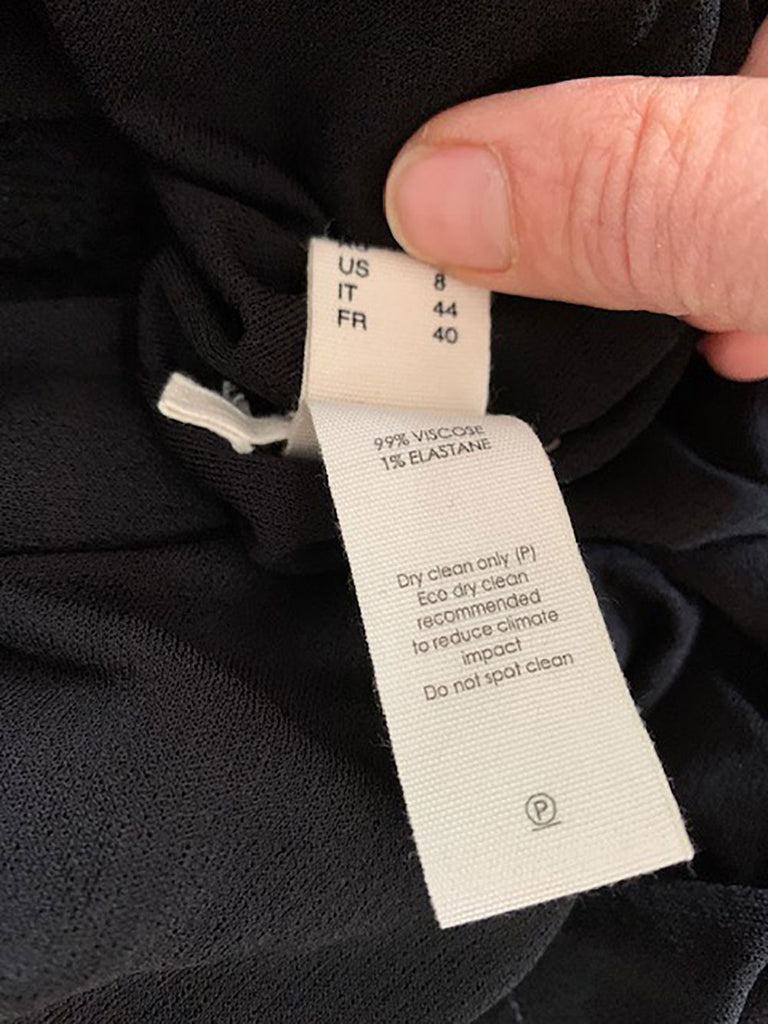 US 8
IT 44
FR 40
99% VISCOSE
1% ELASTANE
Dry clean only (P)
Eco dry clean
recommended
to reduce climate
impact
Do not spot clean
P